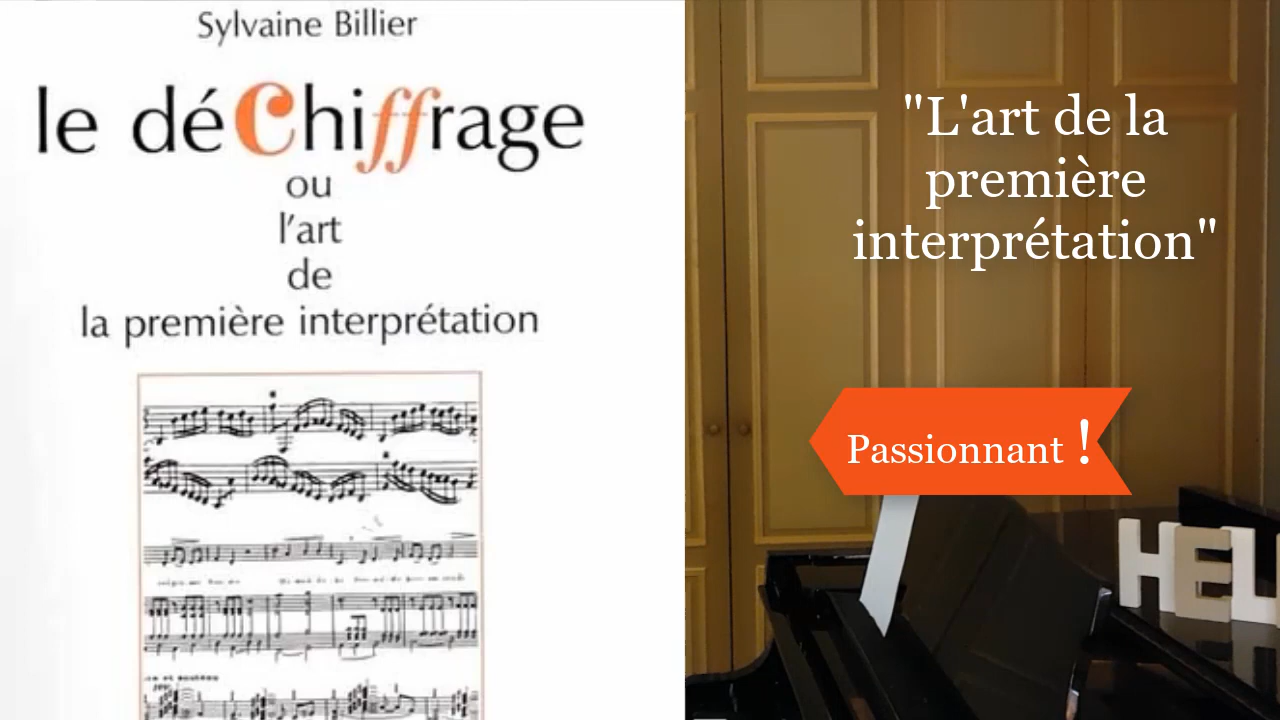 Sylvaine Billier
le déChiffrage
ou
l'art
de
la première interprétation
"L'art de la
première
interprétation"
Passionnant !
HEL